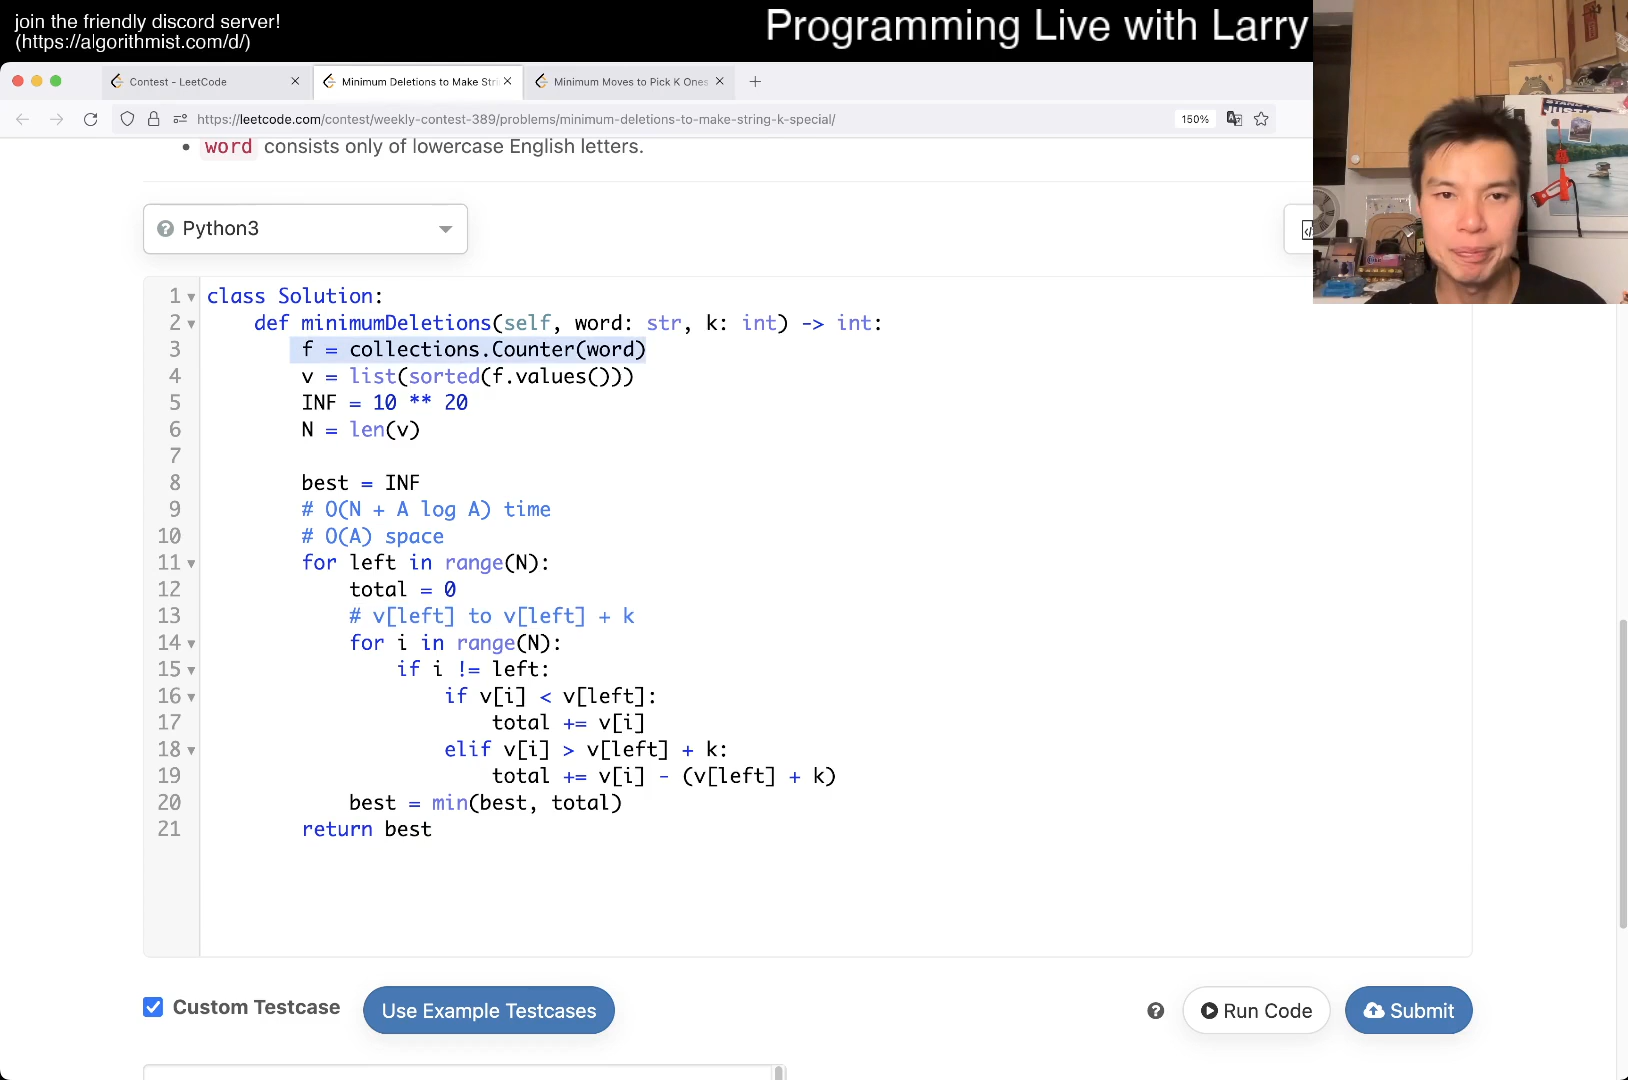 join the friendly discord server!
(https://algorithmist.com/d/)
Programming Live with Larry
Contest - LeetCode
Minimum Deletions to Make Stri
Minimum Moves to Pick K Ones
https://leetcode.com/contest/weekly-contest-389/problems/minimum-deletions-to-make-string-k-special/
150%
• word consists only of lowercase English letters.
Python3
1 class Solution:
2 def minimumDeletions(self, word: str, k: int) -> int:
3 f = collections.Counter(word)
4 v = list(sorted(f.values()))
5 INF = 10 ** 20
6 N = len(v)
7
8 best = INF
9 # O(N + A log A) time
10 # O(A) space
11 for left in range(N):
12 total = 0
13 # v[left] to v[left] + k
14 for i in range(N):
15 if i != left:
16 if v[i] < v[left]:
17 total += v[i]
18 elif v[i] > v[left] + k:
19 total += v[i] - (v[left] + k)
20 best = min(best, total)
21 return best
Custom Testcase
Use Example Testcases
Run Code
Submit